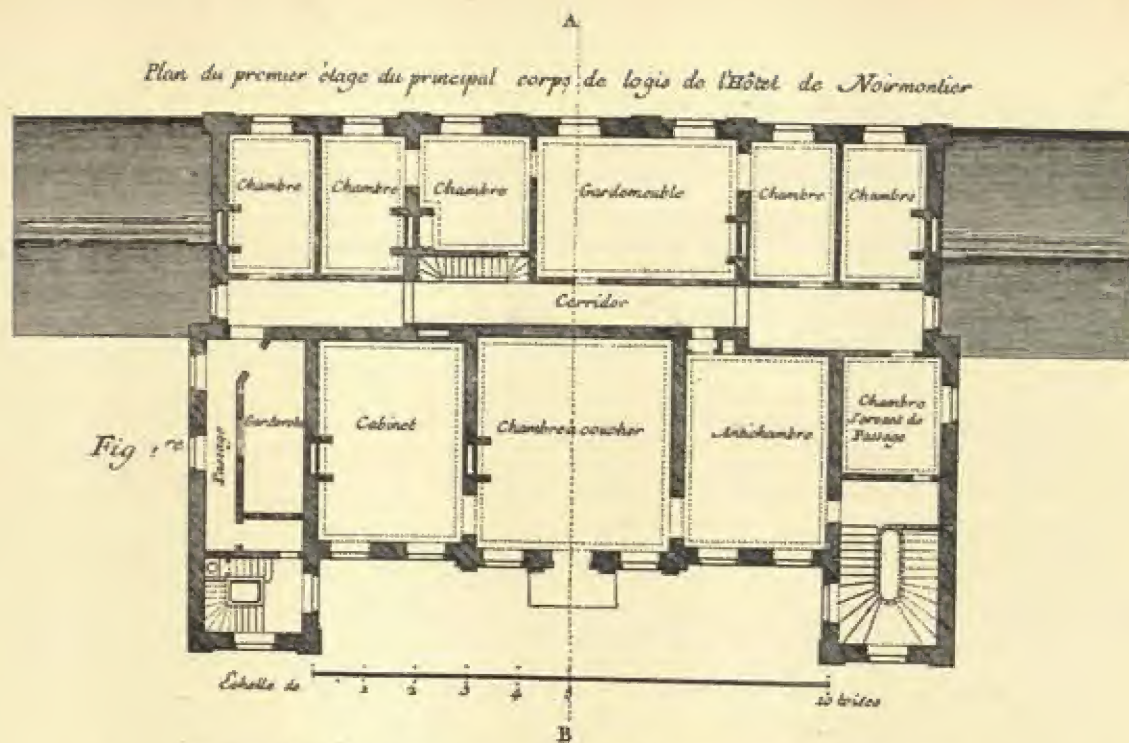 A
Plan du premier étage du principal corps de logis de l'Hôtel de Noirmontier
Chambre
Chambre
Chambre
Gardemeuble
Chambre
Chambre
Corridor
Fig 1.re
Passage
Garderobe
Cabinet
Chambre à coucher
Antichambre
Chambre
Servant de
Passage
Echelle de
1
2
3
4
5
10 toises
B